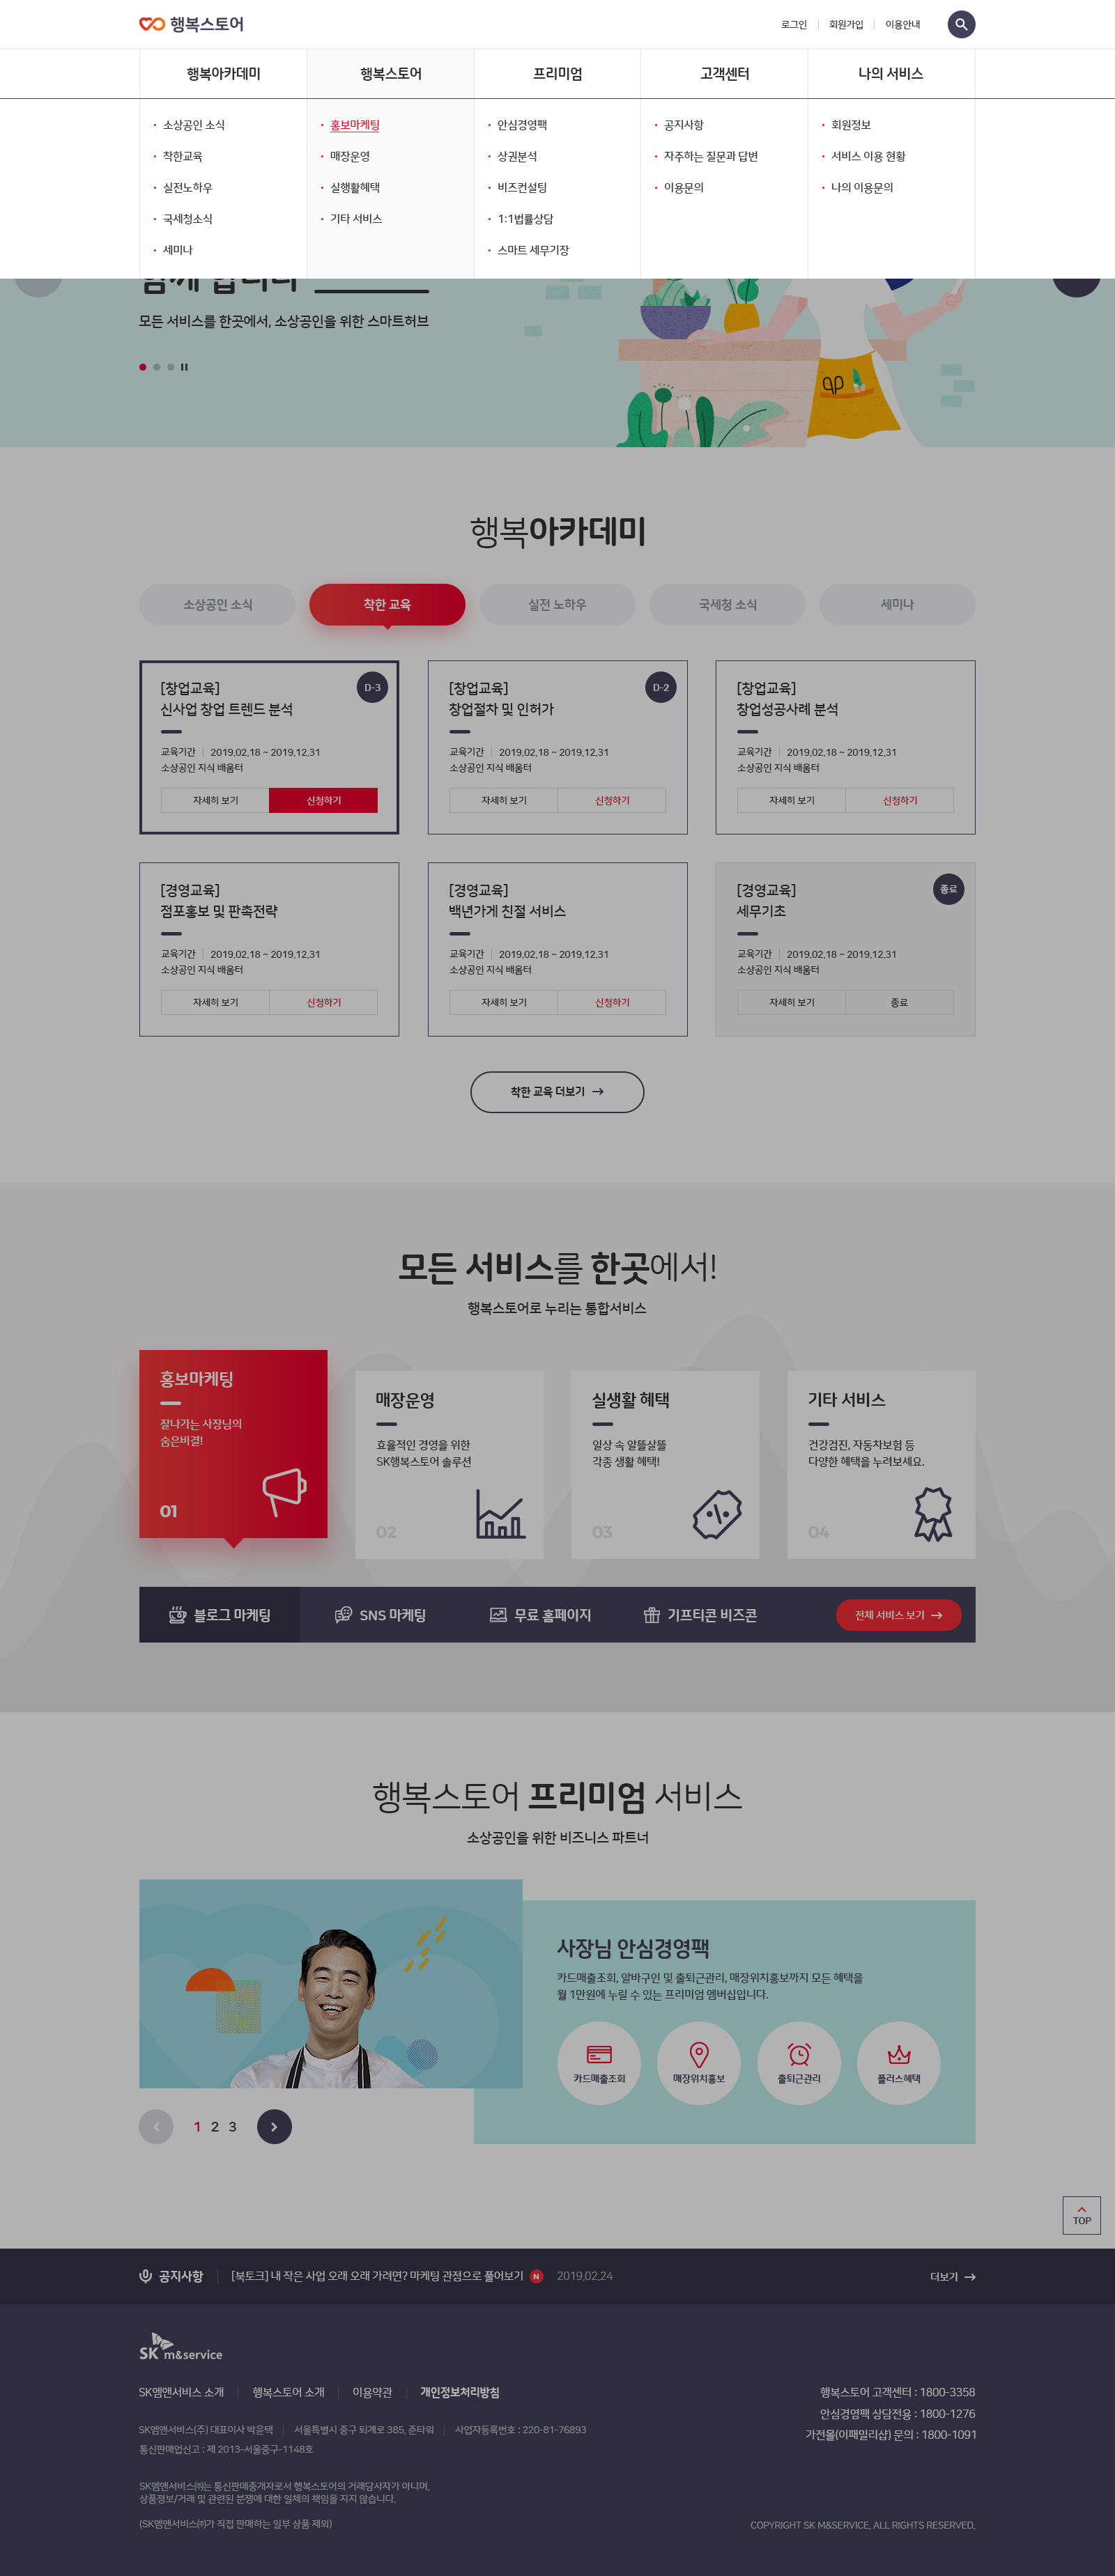 행복스토어
로그인 회원가입 이용안내
행복아카데미 행복스토어 프리미엄 고객센터 나의 서비스
소상공인 소식 홍보마케팅 안심경영팩 공지사항 회원정보
착한교육 매장운영 상권분석 자주하는 질문과 답변 서비스 이용 현황
실전노하우 실행활혜택 비즈컨설팅 이용문의 나의 이용문의
국세청소식 기타 서비스 1:1법률상담
세미나 스마트 세무기장
함께 합니다
모든 서비스를 한곳에서, 소상공인을 위한 스마트허브
행복아카데미
소상공인 소식 착한 교육 실전 노하우 국세청 소식 세미나
[창업교육] D-3 [창업교육] D-2 [창업교육]
신사업 창업 트렌드 분석 창업절차 및 인허가 창업성공사례 분석
교육기간 2019.02.18 ~ 2019.12.31 교육기간 2019.02.18 ~ 2019.12.31 교육기간 2019.02.18 ~ 2019.12.31
소상공인 지식 배움터 소상공인 지식 배움터 소상공인 지식 배움터
자세히 보기 신청하기 자세히 보기 신청하기 자세히 보기 신청하기
[경영교육] [경영교육] [경영교육] 종료
점포홍보 및 판촉전략 백년가게 친절 서비스 세무기초
교육기간 2019.02.18 ~ 2019.12.31 교육기간 2019.02.18 ~ 2019.12.31 교육기간 2019.02.18 ~ 2019.12.31
소상공인 지식 배움터 소상공인 지식 배움터 소상공인 지식 배움터
자세히 보기 신청하기 자세히 보기 신청하기 자세히 보기 종료
착한 교육 더보기
모든 서비스를 한곳에서!
행복스토어로 누리는 통합서비스
홍보마케팅
잘나가는 사장님의
숨은비결!
01
매장운영
효율적인 경영을 위한
SK행복스토어 솔루션
02
실생활 혜택
일상 속 알뜰살뜰
각종 생활 혜택!
03
기타 서비스
건강검진, 자동차보험 등
다양한 혜택을 누려보세요.
04
블로그 마케팅 SNS 마케팅 무료 홈페이지 기프티콘 비즈콘 전체 서비스 보기
행복스토어 프리미엄 서비스
소상공인을 위한 비즈니스 파트너
사장님 안심경영팩
카드매출조회, 알바구인 및 출퇴근관리, 매장위치홍보까지 모든 혜택을
월 1만원에 누릴 수 있는 프리미엄 멤버십입니다.
카드매출조회 매장위치홍보 출퇴근관리 플러스혜택
1 2 3
TOP
공지사항 [북토크] 내 작은 사업 오래 오래 가려면? 마케팅 관점으로 풀어보기 N 2019.02.24 더보기
SK m&service
SK엠앤서비스 소개 행복스토어 소개 이용약관 개인정보처리방침
SK엠앤서비스(주) 대표이사 박윤택 서울특별시 중구 퇴계로 385, 준타워 사업자등록번호 : 220-81-76893
통신판매업신고 : 제 2013-서울중구-1148호
SK엠앤서비스㈜는 통신판매중개자로서 행복스토어의 거래당사자가 아니며,
상품정보/거래 및 관련된 분쟁에 대한 일체의 책임을 지지 않습니다.
(SK엠앤서비스㈜가 직접 판매하는 일부 상품 제외)
행복스토어 고객센터 : 1800-3358
안심경영팩 상담전용 : 1800-1276
가전몰(이패밀리샵) 문의 : 1800-1091
COPYRIGHT SK M&SERVICE. ALL RIGHTS RESERVED.